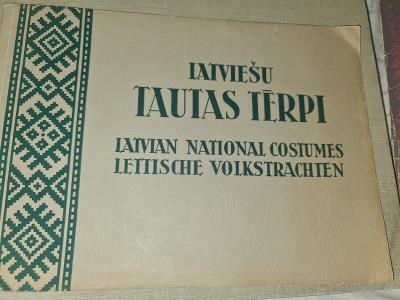 LATVIEŠU
TAUTAS TĒRPI
LATVIAN NATIONAL COSTUMES
LETTISCHE VOLKSTRACHTEN